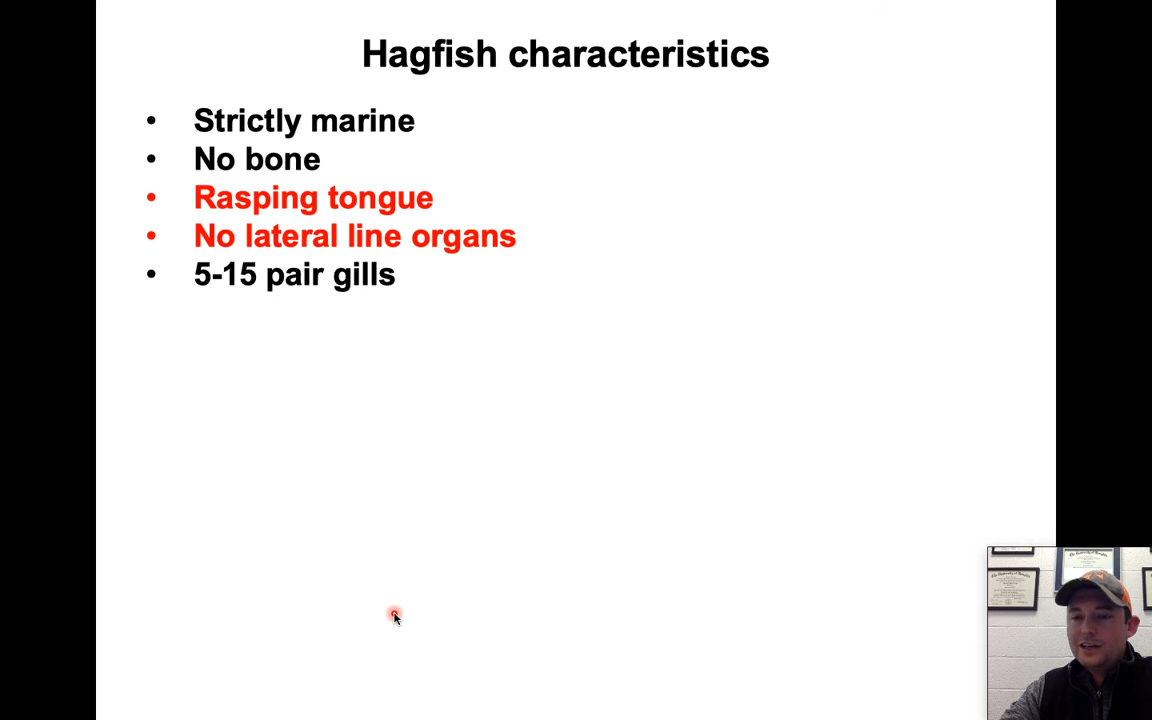 Hagfish characteristics
• Strictly marine
• No bone
• Rasping tongue
• No lateral line organs
• 5-15 pair gills